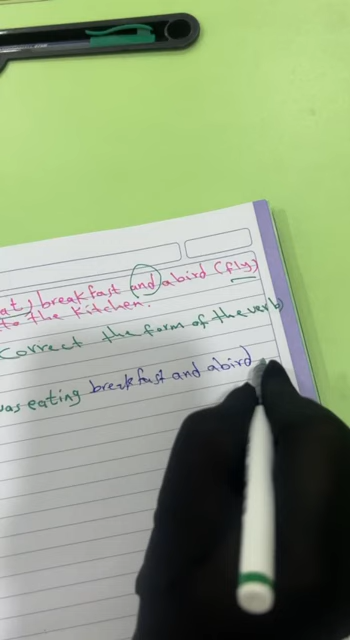 at) breakfast and a bird (fly)
to the kitchen.
Correct the form of the verb)
was eating breakfast and a bird